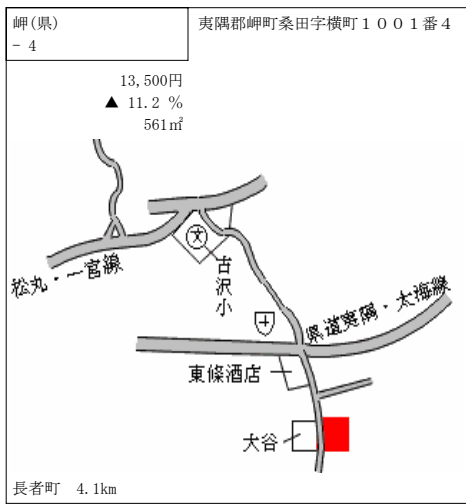 岬(県)
- 4
夷隅郡岬町桑田字横町１００１番４
13,500円
▲ 11.2 %
561㎡
松丸・一宮線
文
古沢小
県道夷隅・太海線
東條酒店
大谷
長者町 4.1km